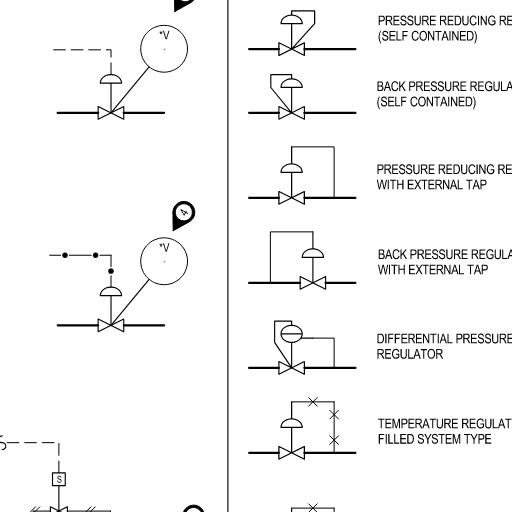 *V
PRESSURE REDUCING RE
(SELF CONTAINED)
BACK PRESSURE REGULA
(SELF CONTAINED)
PRESSURE REDUCING RE
WITH EXTERNAL TAP
4
*V
BACK PRESSURE REGULA
WITH EXTERNAL TAP
DIFFERENTIAL PRESSURE
REGULATOR
TEMPERATURE REGULAT
FILLED SYSTEM TYPE
S
S